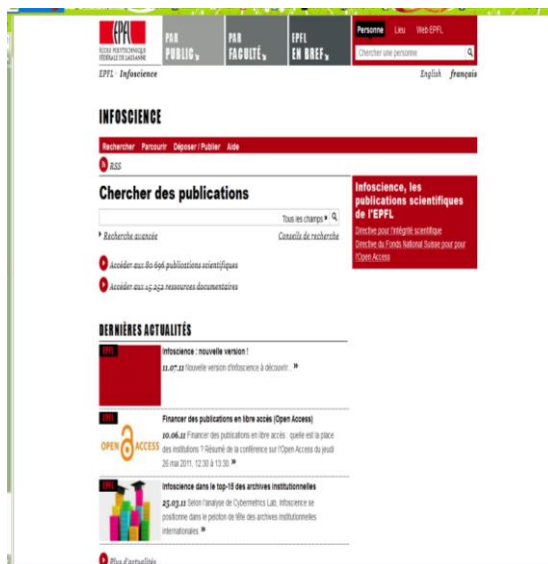 EPFL
ÉCOLE POLYTECHNIQUE
FÉDÉRALE DE LAUSANNE
PAR
PUBLIC
PAR
FACULTÉ
EPFL
EN BREF
Personne Lieu Web EPFL
Chercher une personne
EPFL · Infoscience
English français
INFOSCIENCE
Rechercher Parcourir Déposer / Publier Aide
RSS
Chercher des publications
Tous les champs
Recherche avancée
Conseils de recherche
Accéder aux 80 696 publications scientifiques
Accéder aux 15 252 ressources documentaires
Infoscience, les
publications scientifiques
de l'EPFL
Directive pour l'intégrité scientifique
Directive du Fonds National Suisse pour pour
l'Open Access
DERNIÈRES ACTUALITÉS
EPFL
Infoscience : nouvelle version !
11.07.11 Nouvelle version d'Infoscience à découvrir... »
EPFL
OPEN ACCESS
Financer des publications en libre accès (Open Access)
10.06.11 Financer des publications en libre accès : quelle est la place
des institutions ? Résumé de la conférence sur l'Open Access du jeudi
26 mai 2011, 12:30 à 13:30. »
EPFL
Infoscience dans le top-15 des archives institutionnelles
25.03.11 Selon l'analyse de Cybermetrics Lab, Infoscience se
positionne dans le peloton de tête des archives institutionnelles
internationales. »
Plus d'actualités